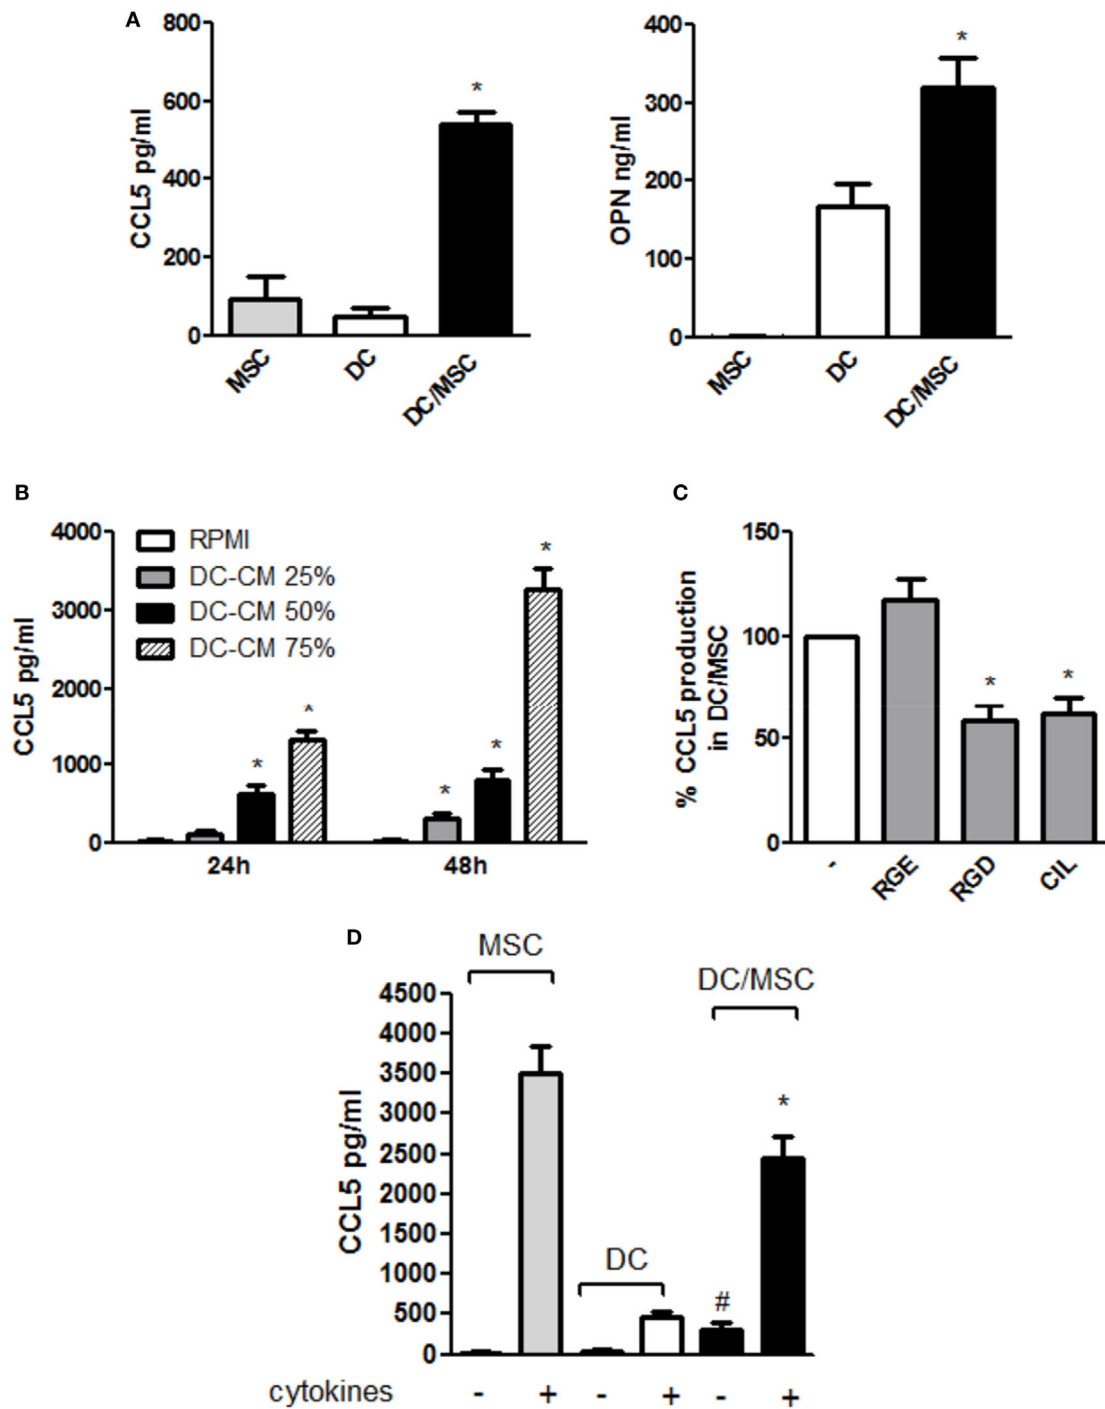 A
CCL5 pg/ml
800
600
400
200
0
*
MSC
DC
DC/MSC
OPN ng/ml
400
300
200
100
0
*
MSC
DC
DC/MSC
B
CCL5 pg/ml
4000
3000
2000
1000
0
RPMI
DC-CM 25%
DC-CM 50%
DC-CM 75%
* *
* * *
24h
48h
C
% CCL5 production
in DC/MSC
150
100
50
0
* *
-
RGE
RGD
CIL
D
MSC
DC
DC/MSC
CCL5 pg/ml
4500
4000
3500
3000
2500
2000
1500
1000
500
0
#
*
cytokines - + - + - +